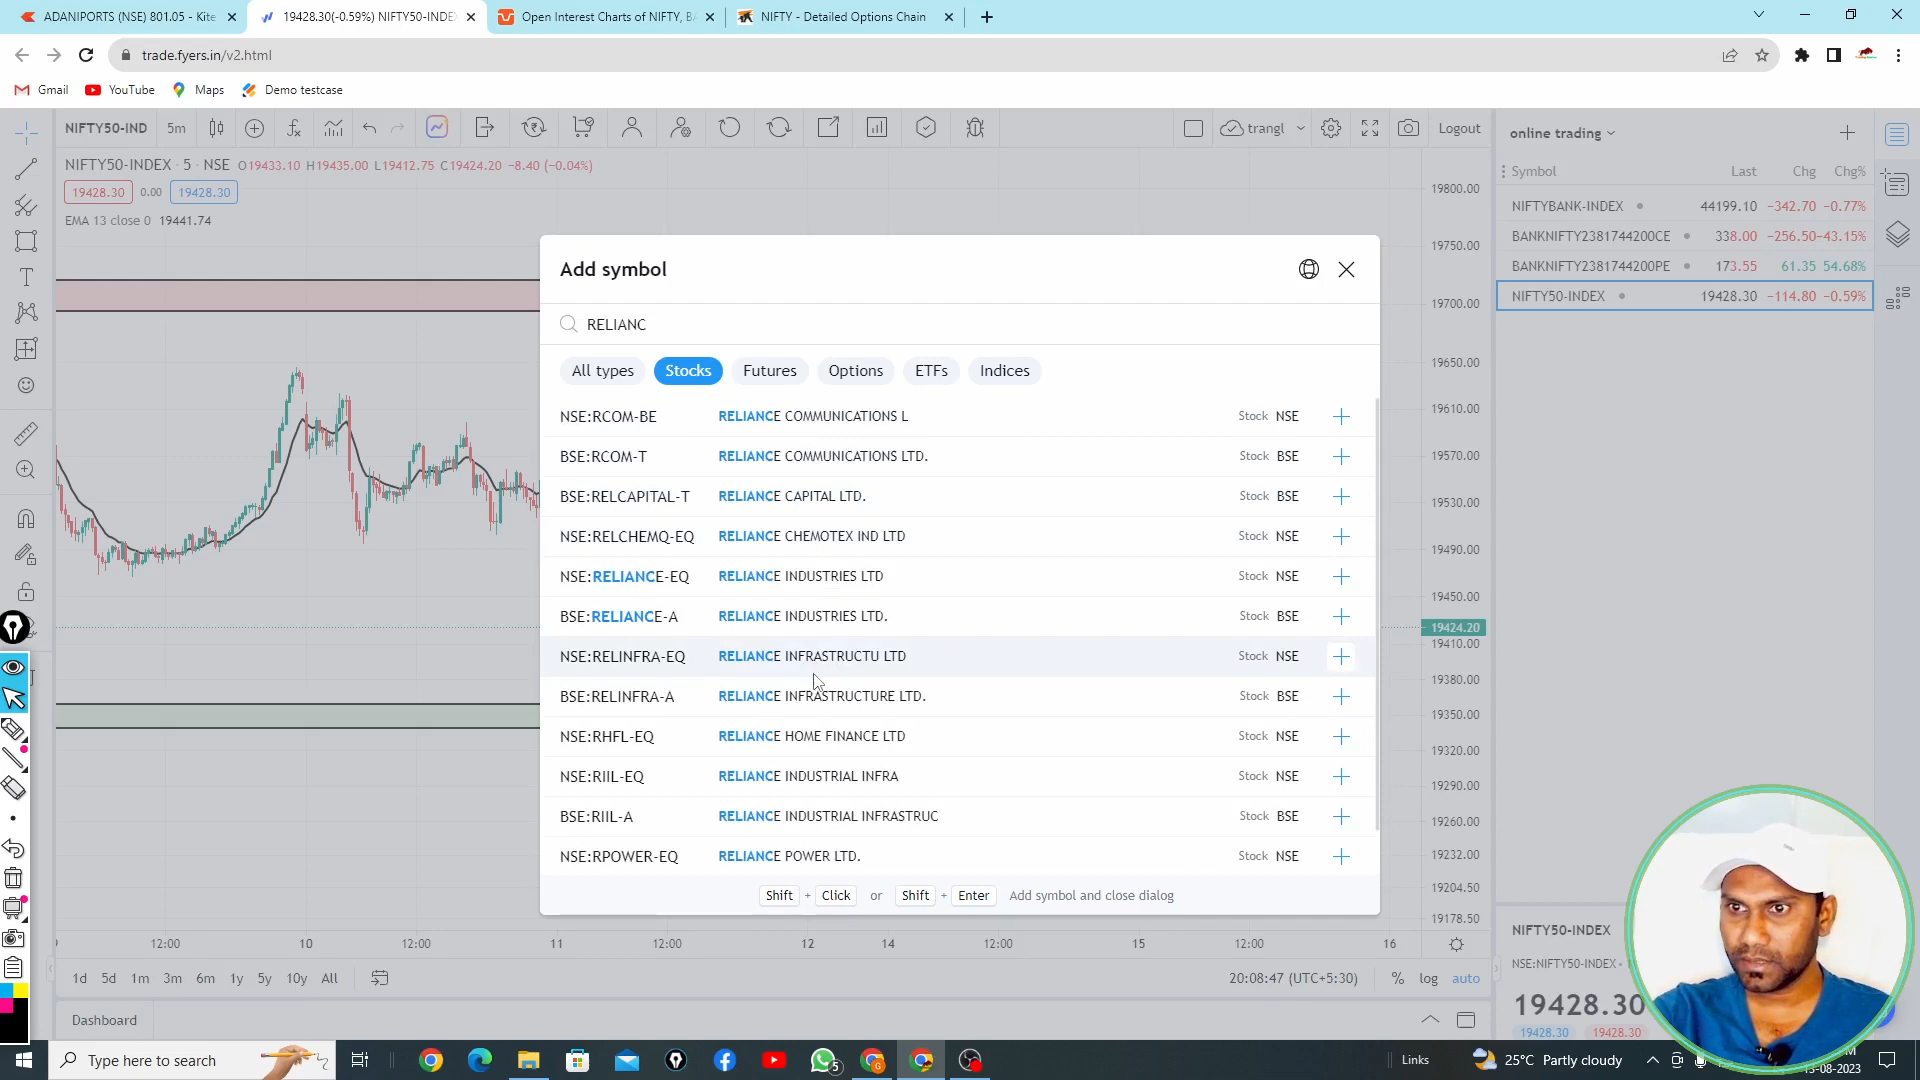 ADANIPORTS (NSE) 801.05 - Kite
19428.30(-0.59%) NIFTY50-INDEX
Open Interest Charts of NIFTY, BA
NIFTY - Detailed Options Chain
trade.fyers.in/v2.html
Gmail YouTube Maps Demo testcase
NIFTY50-IND 5m trangl Logout
NIFTY50-INDEX · 5 · NSE O19433.10 H19435.00 L19412.75 C19424.20 −8.40 (−0.04%)
19428.30 0.00 19428.30
EMA 13 close 0 19441.74
online trading
Symbol Last Chg Chg%
NIFTYBANK-INDEX 44199.10 −342.70 −0.77%
BANKNIFTY2381744200CE 338.00 −256.50 −43.15%
BANKNIFTY2381744200PE 173.55 61.35 54.68%
NIFTY50-INDEX 19428.30 −114.80 −0.59%
Add symbol
RELIANC
All types Stocks Futures Options ETFs Indices
NSE:RCOM-BE RELIANCE COMMUNICATIONS L Stock NSE
BSE:RCOM-T RELIANCE COMMUNICATIONS LTD. Stock BSE
BSE:RELCAPITAL-T RELIANCE CAPITAL LTD. Stock BSE
NSE:RELCHEMQ-EQ RELIANCE CHEMOTEX IND LTD Stock NSE
NSE:RELIANCE-EQ RELIANCE INDUSTRIES LTD Stock NSE
BSE:RELIANCE-A RELIANCE INDUSTRIES LTD. Stock BSE
NSE:RELINFRA-EQ RELIANCE INFRASTRUCTU LTD Stock NSE
BSE:RELINFRA-A RELIANCE INFRASTRUCTURE LTD. Stock BSE
NSE:RHFL-EQ RELIANCE HOME FINANCE LTD Stock NSE
NSE:RIIL-EQ RELIANCE INDUSTRIAL INFRA Stock NSE
BSE:RIIL-A RELIANCE INDUSTRIAL INFRASTRUC Stock BSE
NSE:RPOWER-EQ RELIANCE POWER LTD. Stock NSE
Shift + Click or Shift + Enter Add symbol and close dialog
19800.00
19750.00
19700.00
19650.00
19610.00
19570.00
19530.00
19490.00
19450.00
19424.20
19410.00
19380.00
19350.00
19320.00
19290.00
19260.00
19232.00
19204.50
19178.50
12:00 10 12:00 11 12:00 12 14 12:00 15 12:00 16
1d 5d 1m 3m 6m 1y 5y 10y All 20:08:47 (UTC+5:30) % log auto
NIFTY50-INDEX
NSE:NIFTY50-INDEX
19428.30
19428.30 19428.30
Dashboard
Type here to search
5
Links
25°C Partly cloudy
-08-2023